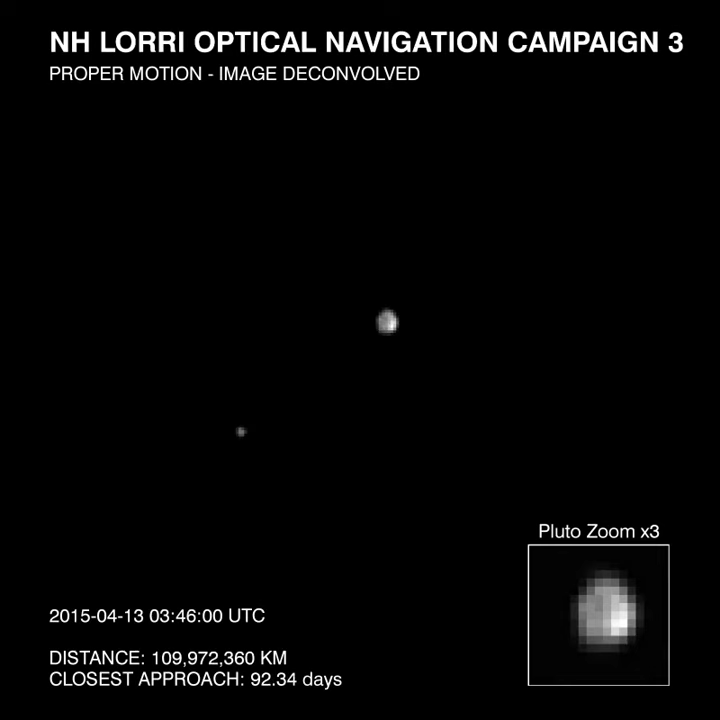 NH LORRI OPTICAL NAVIGATION CAMPAIGN 3
PROPER MOTION - IMAGE DECONVOLVED
Pluto Zoom x3
2015-04-13 03:46:00 UTC
DISTANCE: 109,972,360 KM
CLOSEST APPROACH: 92.34 days